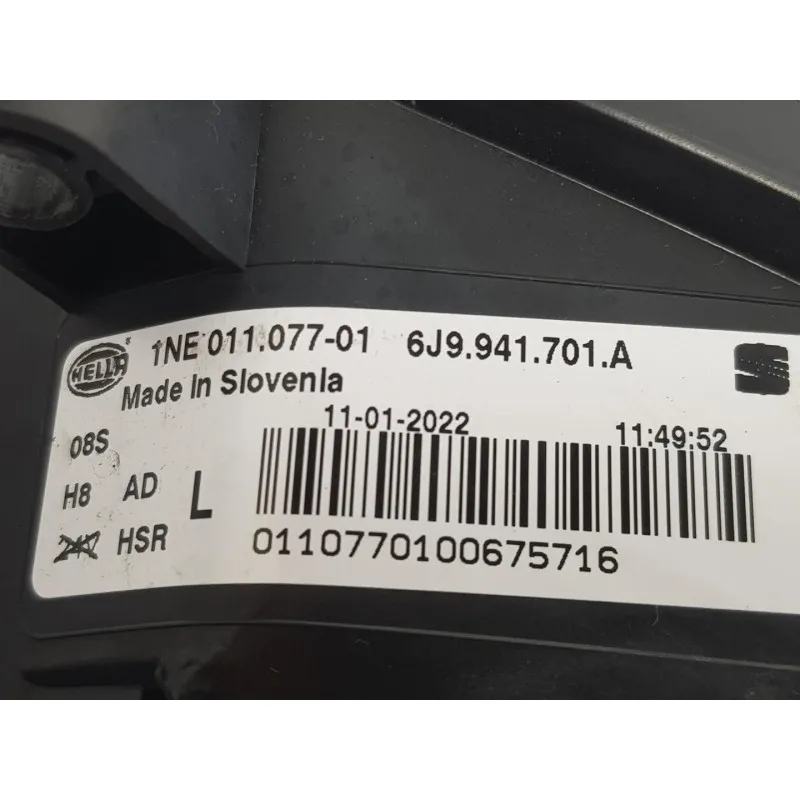 HELLA ® 1NE 011.077-01 6J9.941.701.A
Made in Slovenia
11-01-2022 11:49:52
08S
H8 AD L
HSR
0110770100675716